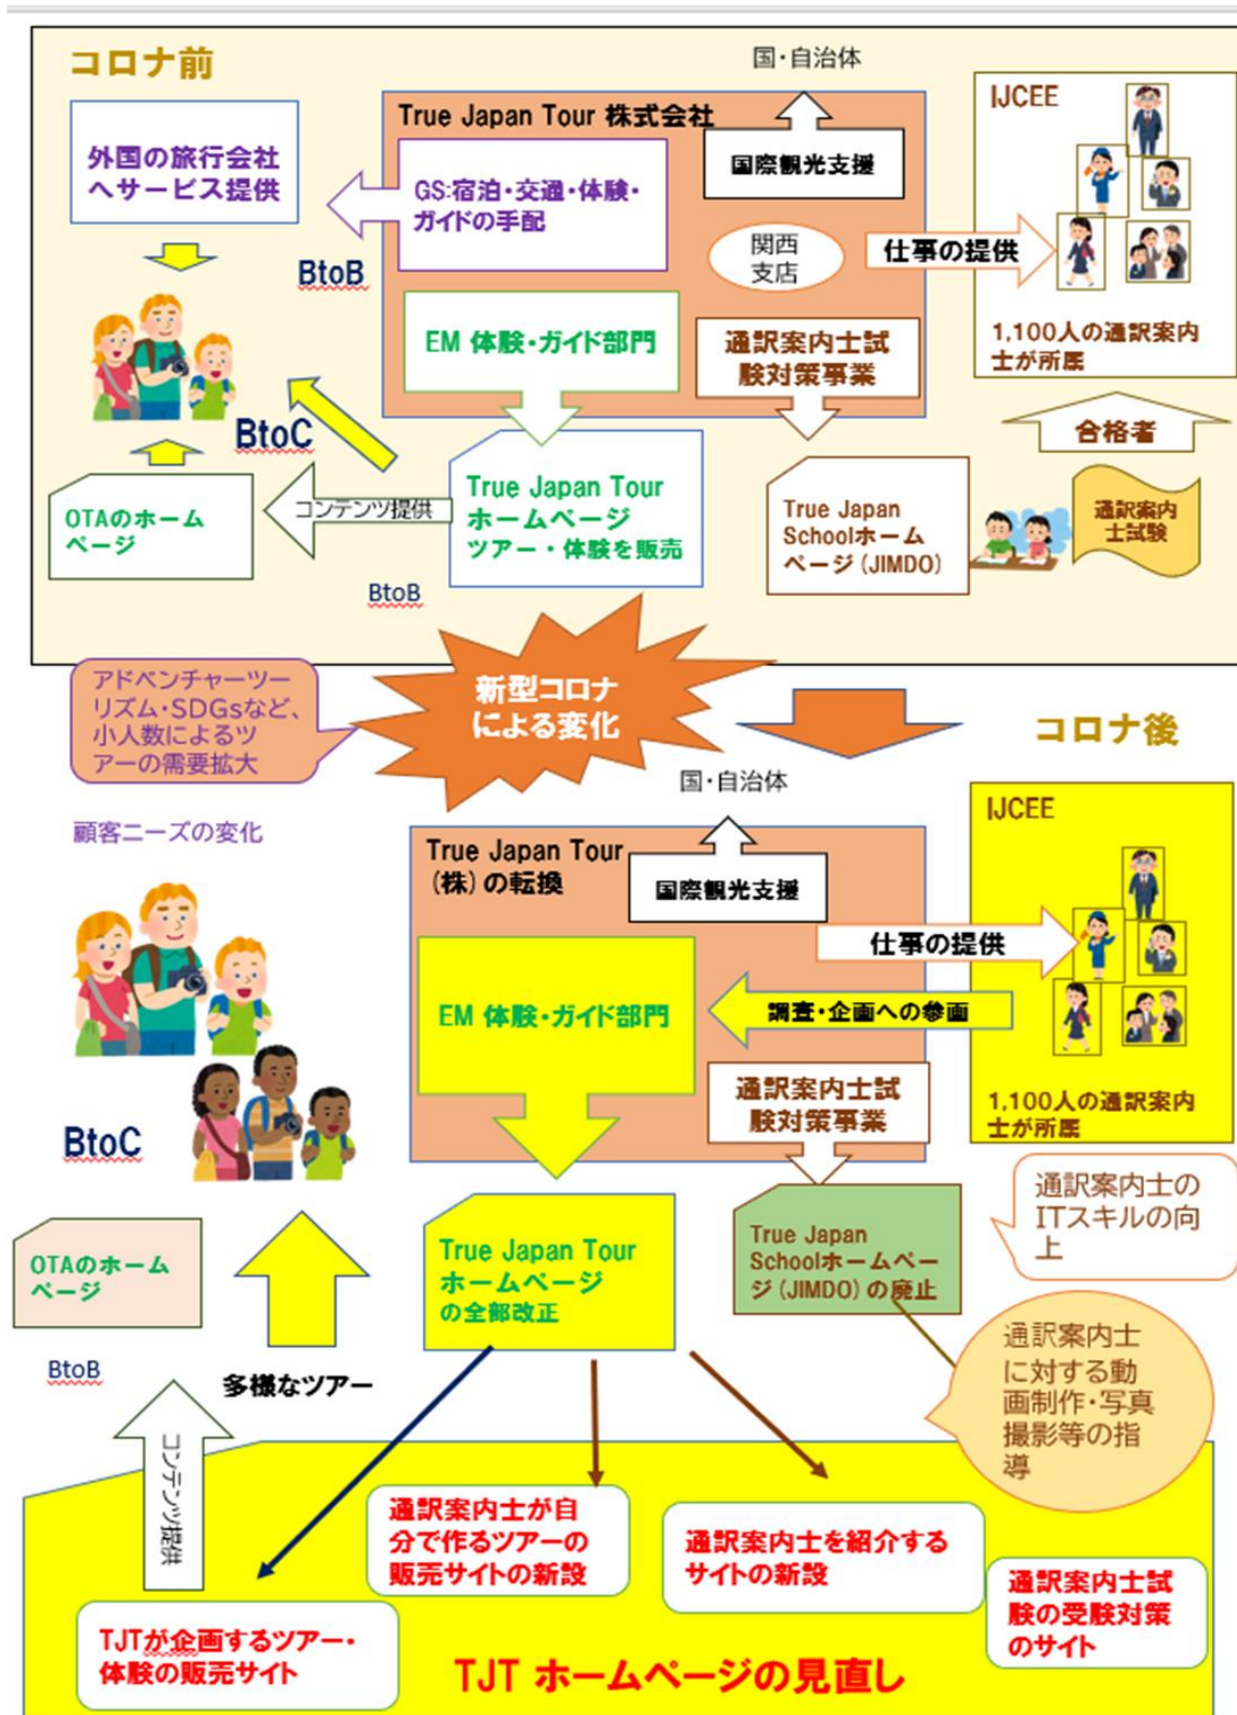 コロナ前
国・自治体
True Japan Tour 株式会社
IJCEE
外国の旅行会社
へサービス提供
GS:宿泊・交通・体験・
ガイドの手配
国際観光支援
関西
支店
仕事の提供
BtoB
EM 体験・ガイド部門
通訳案内士試
験対策事業
1,100人の通訳案内
士が所属
BtoC
合格者
OTAのホーム
ページ
コンテンツ提供
True Japan Tour
ホームページ
ツアー・体験を販売
True Japan
Schoolホーム
ページ(JIMDO)
通訳案内
士試験
BtoB
アドベンチャーツー
リズム・SDGsなど、
小人数によるツ
アーの需要拡大
新型コロナ
による変化
コロナ後
国・自治体
顧客ニーズの変化
True Japan Tour
(株)の転換
国際観光支援
IJCEE
仕事の提供
EM 体験・ガイド部門
調査・企画への参画
通訳案内士試
験対策事業
1,100人の通訳案内
士が所属
BtoC
通訳案内士の
ITスキルの向
上
OTAのホーム
ページ
True Japan Tour
ホームページ
の全部改正
True Japan
Schoolホームペー
ジ(JIMDO)の廃止
BtoB
多様なツアー
通訳案内士
に対する動
画制作・写真
撮影等の指
導
コンテンツ提供
通訳案内士が自
分で作るツアーの
販売サイトの新設
通訳案内士を紹介する
サイトの新設
通訳案内士試
験の受験対策
のサイト
TJTが企画するツアー・
体験の販売サイト
TJT ホームページの見直し